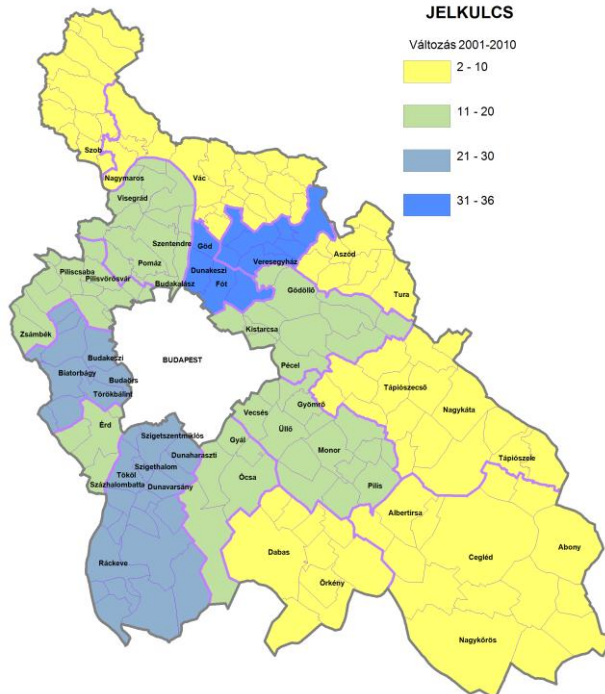 JELKULCS
Változás 2001-2010
2 - 10
11 - 20
21 - 30
31 - 36
Szob
Nagymaros
Vác
Visegrád
Szentendre
Göd
Veresegyház
Aszód
Pomáz
Dunakeszi
Piliscsaba
Pilisvörösvár
Budakalász
Fót
Gödöllő
Tura
Zsámbék
Kistarcsa
Budakeszi
BUDAPEST
Pécel
Biatorbágy
Budaörs
Törökbálint
Tápiószecső
Nagykáta
Gyömrő
Vecsés
Érd
Szigetszentmiklós
Üllő
Gyál
Monor
Tápiószele
Dunaharaszti
Tököl
Szigethalom
Ócsa
Pilis
Százhalombatta
Dunavarsány
Albertirsa
Cegléd
Abony
Dabas
Ráckeve
Örkény
Nagykőrös